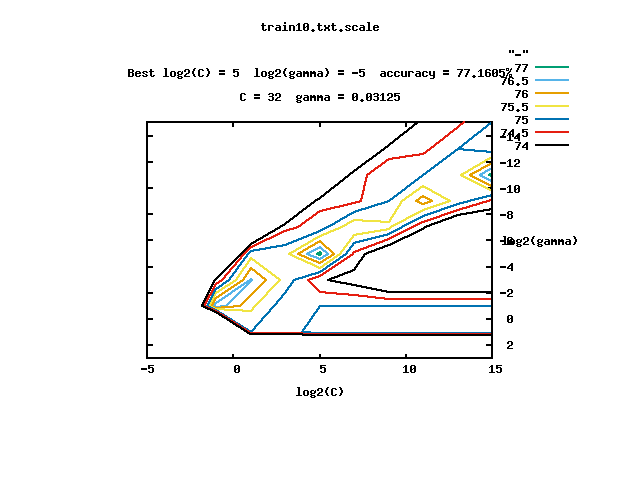 train10.txt.scale
"-"
Best log2(C) = 5 log2(gamma) = -5 accuracy = 77.1605%
77
76.5
C = 32 gamma = 0.03125
76
75.5
75
74.5
74
-14
-12
-10
-8
-6
log2(gamma)
-4
-2
0
2
-5 0 5 10 15
log2(C)